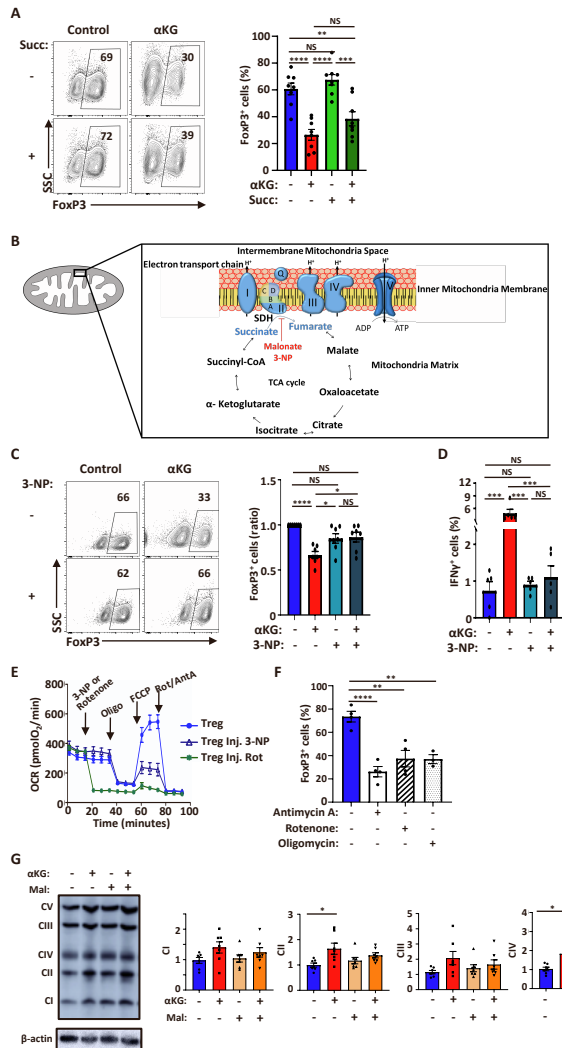 A
Control
αKG
Succ:
-
69
30
+
72
39
SSC
FoxP3
FoxP3+ cells (%)
100
80
60
40
20
0
NS
**
NS
**** **** ***
αKG: - + - +
Succ: - - + +
B
Intermembrane Mitochondria Space
Electron transport chain
H+ H+ H+ H+
Q
I
C D
B
A II
III
IV
V
Inner Mitochondria Membrane
SDH
Succinate
Fumarate
ADP
ATP
Malonate
3-NP
Succinyl-CoA
Malate
TCA cycle
Mitochondria Matrix
α- Ketoglutarate
Oxaloacetate
Isocitrate
Citrate
C
Control
αKG
3-NP:
-
66
33
+
62
66
SSC
FoxP3
FoxP3+ cells (ratio)
1.5
1.0
0.5
0
NS
NS
*
**** * NS
αKG: - + - +
3-NP: - - + +
D
IFNγ+ cells (%)
9
6
3
2
1
0
NS
NS
***
*** *** NS
αKG: - + - +
3-NP: - - + +
E
3-NP or
Rotenone
Oligo
FCCP
Rot/AntA
OCR (pmolO2/min)
600
400
200
0
0 20 40 60 80 100
Time (minutes)
Treg
Treg Inj. 3-NP
Treg Inj. Rot
F
FoxP3+ cells (%)
100
80
60
40
20
0
**
**
****
Antimycin A: - + - -
Rotenone: - - + -
Oligomycin: - - - +
G
αKG: - + - +
Mal: - - + +
CV
CIII
CIV
CII
CI
β-actin
CI
3
2
1
0
αKG: - + - +
Mal: - - + +
CII
3
2
1
0
*
- + - +
- - + +
CIII
4
3
2
1
0
- + - +
- - + +
CIV
4
3
2
1
0
*
-
-